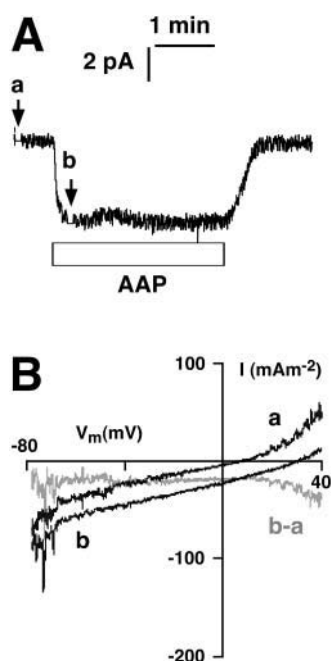 A
1 min
2 pA
a
b
AAP
B
100
I (mAm-2)
-80
Vm(mV)
a
40
b
b-a
-100
-200